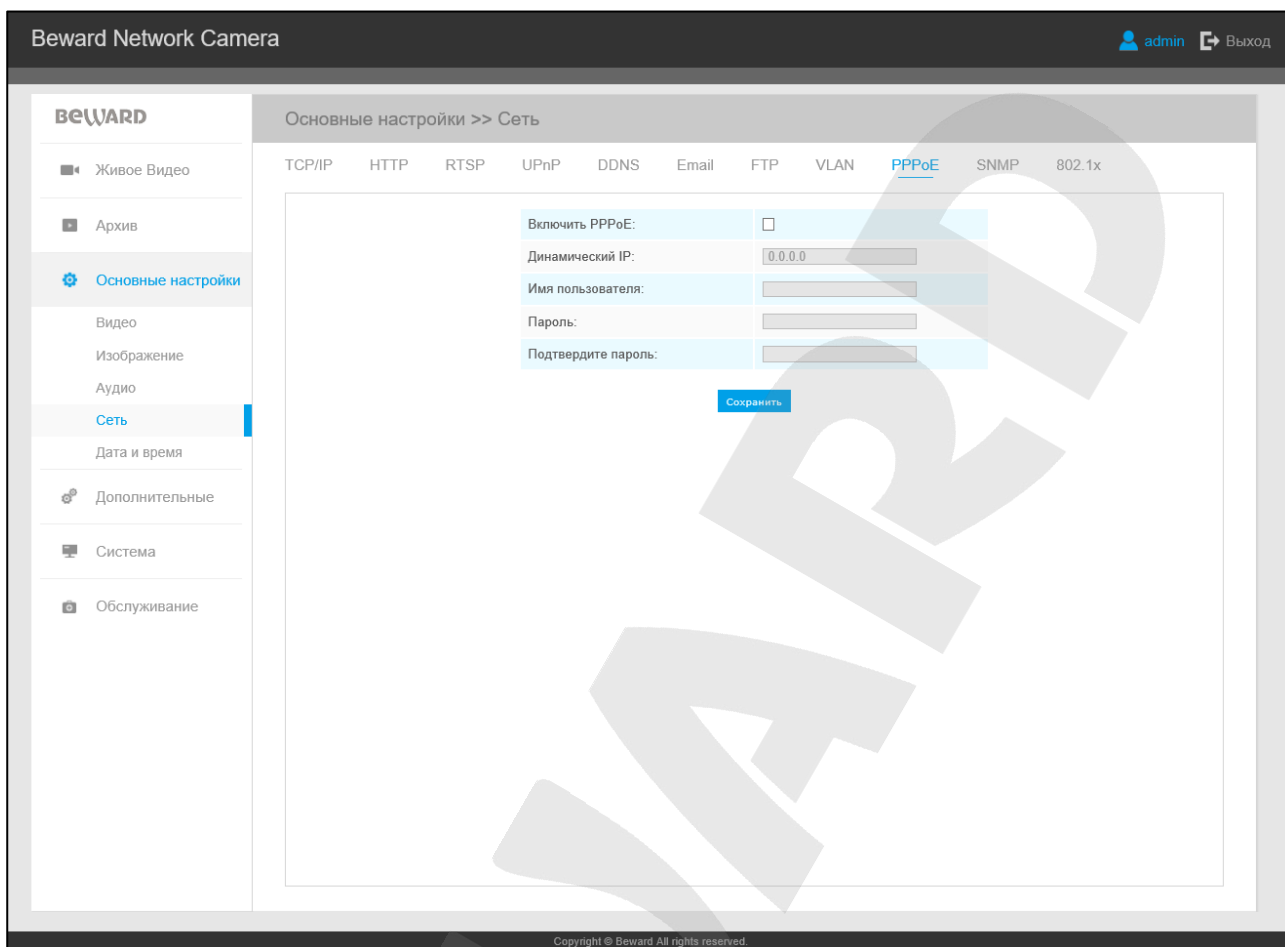 Beward Network Camera
admin Выход
BEWARD
Основные настройки >> Сеть
Живое Видео
Архив
Основные настройки
Видео
Изображение
Аудио
Сеть
Дата и время
Дополнительные
Система
Обслуживание
TCP/IP HTTP RTSP UPnP DDNS Email FTP VLAN PPPoE SNMP 802.1x
Включить PPPoE:
Динамический IP: 0.0.0.0
Имя пользователя:
Пароль:
Подтвердите пароль:
Сохранить
Copyright © Beward All rights reserved.
WARD